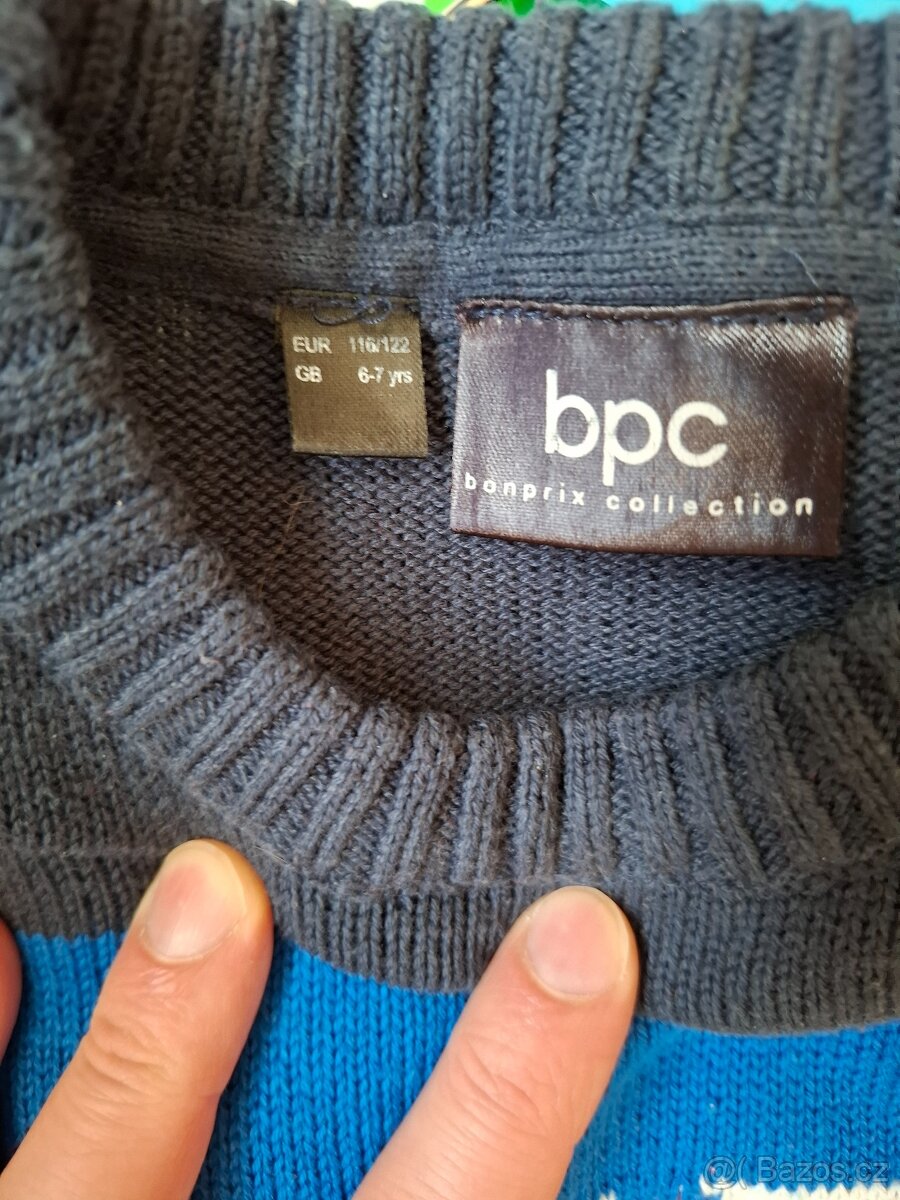 EUR 116/122
GB 6-7 yrs
bpc
bonprix collection
@( Bazos.cz